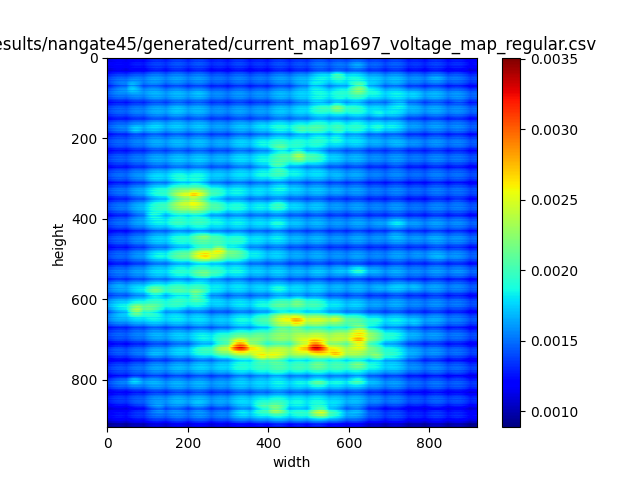 esults/nangate45/generated/current_map1697_voltage_map_regular.csv
height
0
200
400
600
800
0 200 400 600 800
width
0.0035
0.0030
0.0025
0.0020
0.0015
0.0010